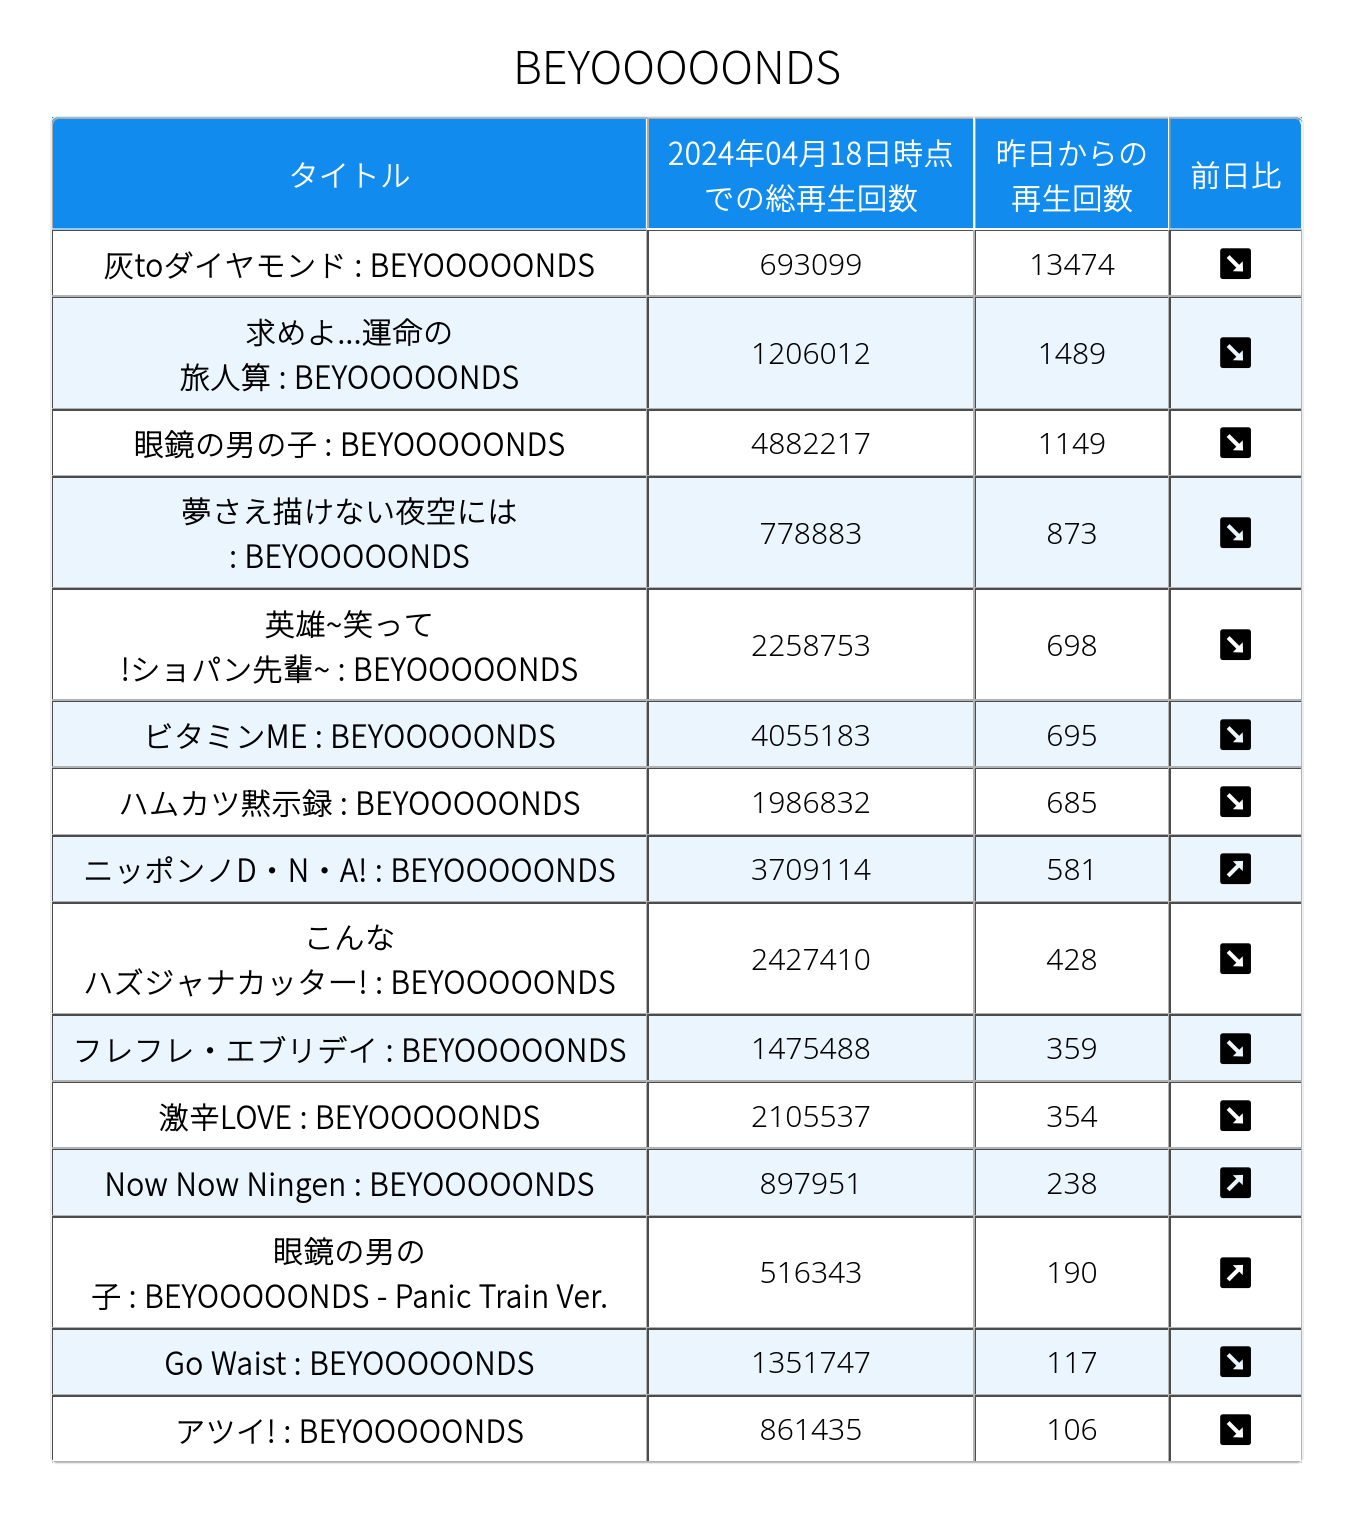 BEYOOOOONDS
タイトル
2024年04月18日時点
での総再生回数
昨日からの
再生回数
前日比
灰toダイヤモンド : BEYOOOOONDS
693099
13474
求めよ...運命の
旅人算 : BEYOOOOONDS
1206012
1489
眼鏡の男の子 : BEYOOOOONDS
4882217
1149
夢さえ描けない夜空には
: BEYOOOOONDS
778883
873
英雄~笑って
!ショパン先輩~ : BEYOOOOONDS
2258753
698
ビタミンME : BEYOOOOONDS
4055183
695
ハムカツ黙示録 : BEYOOOOONDS
1986832
685
ニッポンノD・N・A! : BEYOOOOONDS
3709114
581
こんな
ハズジャナカッター! : BEYOOOOONDS
2427410
428
フレフレ・エブリデイ : BEYOOOOONDS
1475488
359
激辛LOVE : BEYOOOOONDS
2105537
354
Now Now Ningen : BEYOOOOONDS
897951
238
眼鏡の男の
子 : BEYOOOOONDS - Panic Train Ver.
516343
190
Go Waist : BEYOOOOONDS
1351747
117
アツイ! : BEYOOOOONDS
861435
106